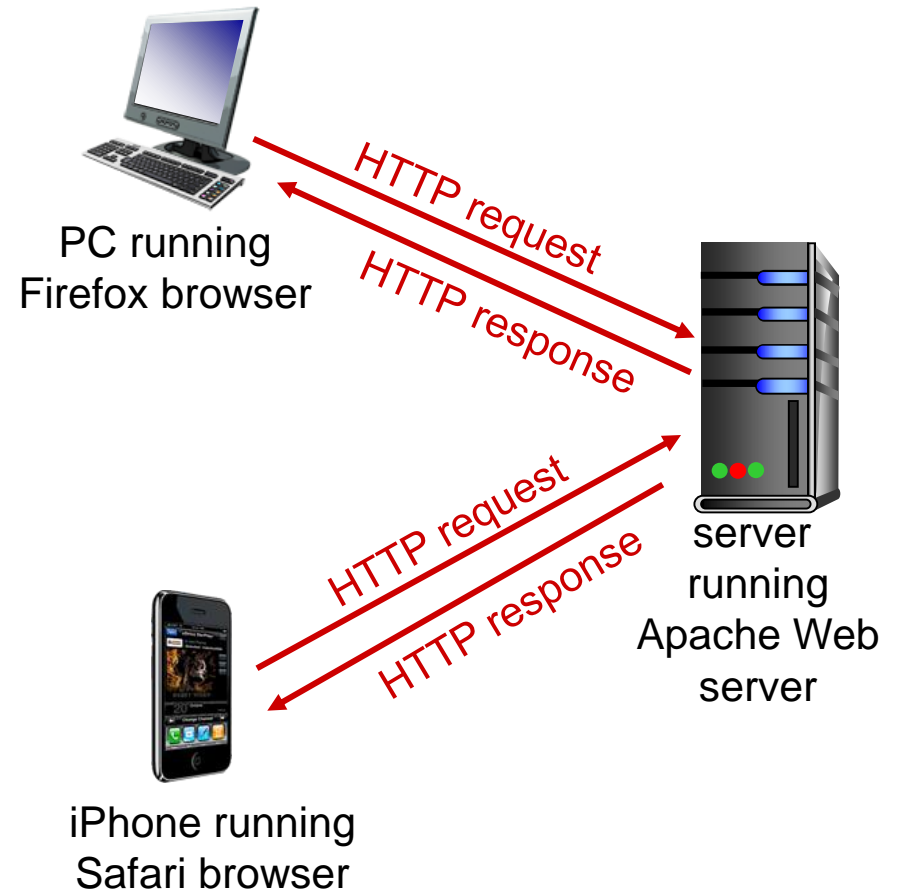 HTTP request
HTTP response
PC running
Firefox browser
HTTP request
HTTP response
server
running
Apache Web
server
iPhone running
Safari browser